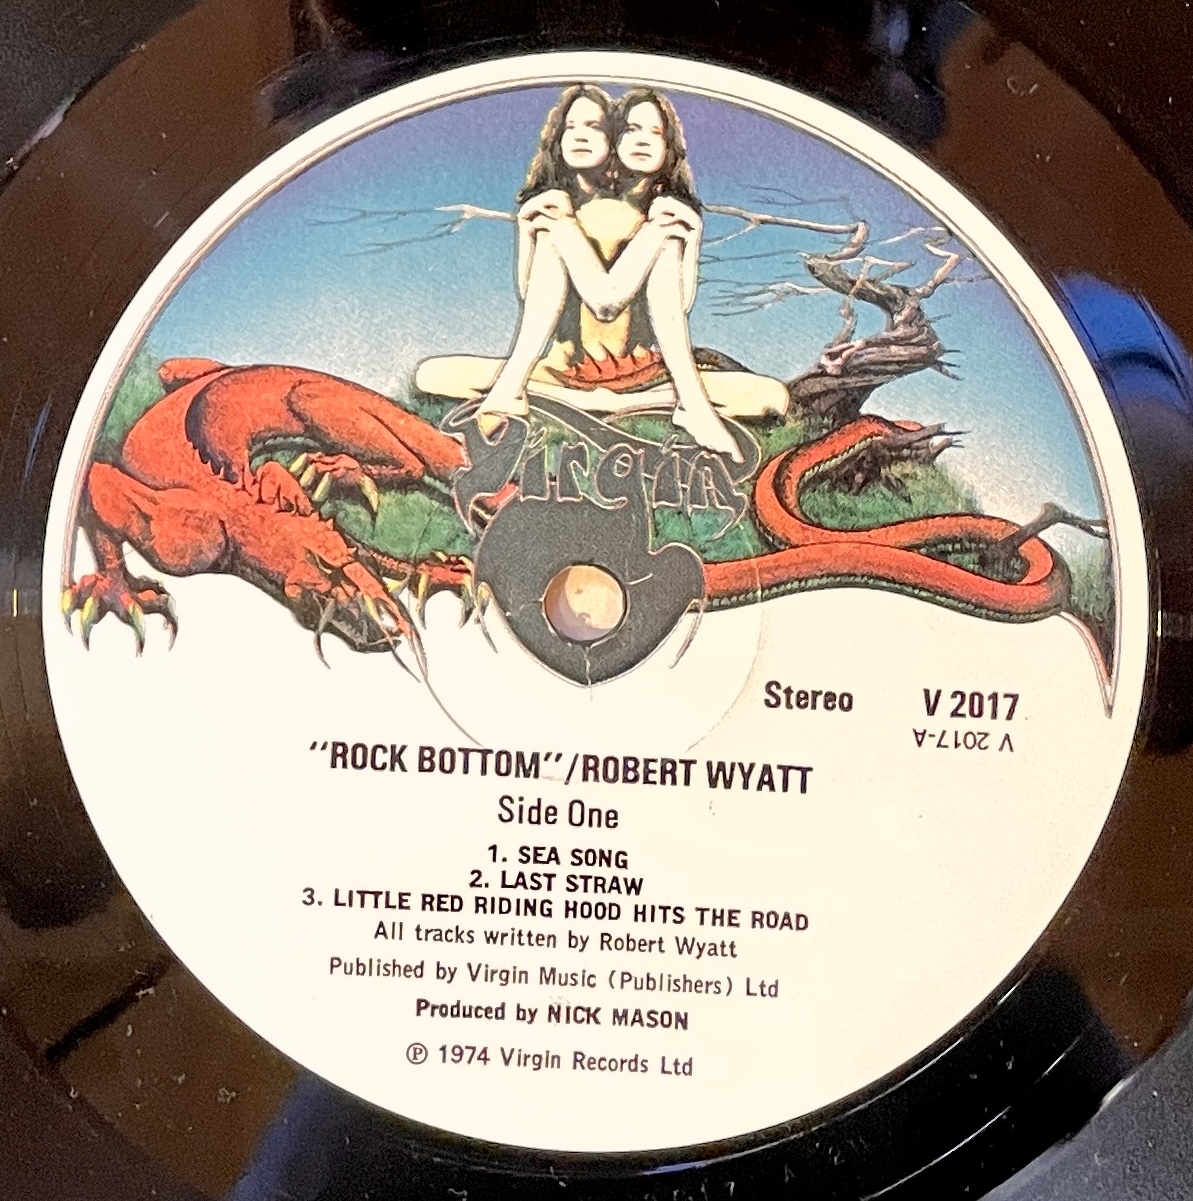 Virgin
Stereo V 2017
V 2017-A
"ROCK BOTTOM"/ROBERT WYATT
Side One
1. SEA SONG
2. LAST STRAW
3. LITTLE RED RIDING HOOD HITS THE ROAD
All tracks written by Robert Wyatt
Published by Virgin Music (Publishers) Ltd
Produced by NICK MASON
℗ 1974 Virgin Records Ltd